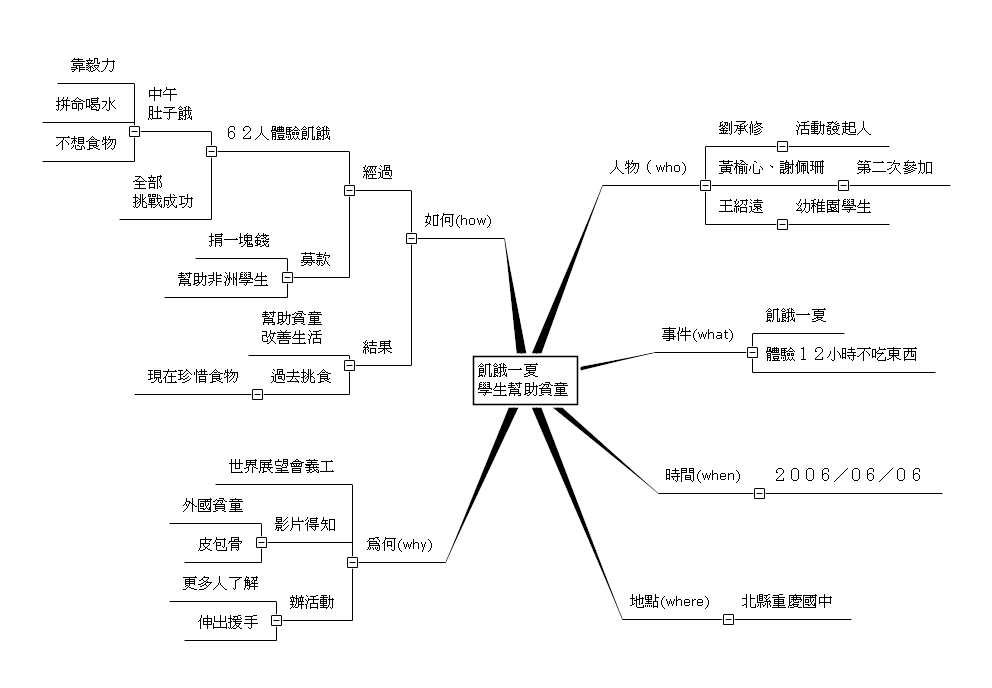 飢餓一夏
學生幫助貧童
人物（who）
劉承修
活動發起人
黃榆心、謝佩珊
第二次參加
王紹遠
幼稚園學生
事件(what)
飢餓一夏
體驗１２小時不吃東西
時間(when)
２００６／０６／０６
地點(where)
北縣重慶國中
如何(how)
經過
６２人體驗飢餓
中午
肚子餓
靠毅力
拼命喝水
不想食物
全部
挑戰成功
募款
捐一塊錢
幫助非洲學生
結果
幫助貧童
改善生活
過去挑食
現在珍惜食物
為何(why)
世界展望會義工
影片得知
外國貧童
皮包骨
辦活動
更多人了解
伸出援手